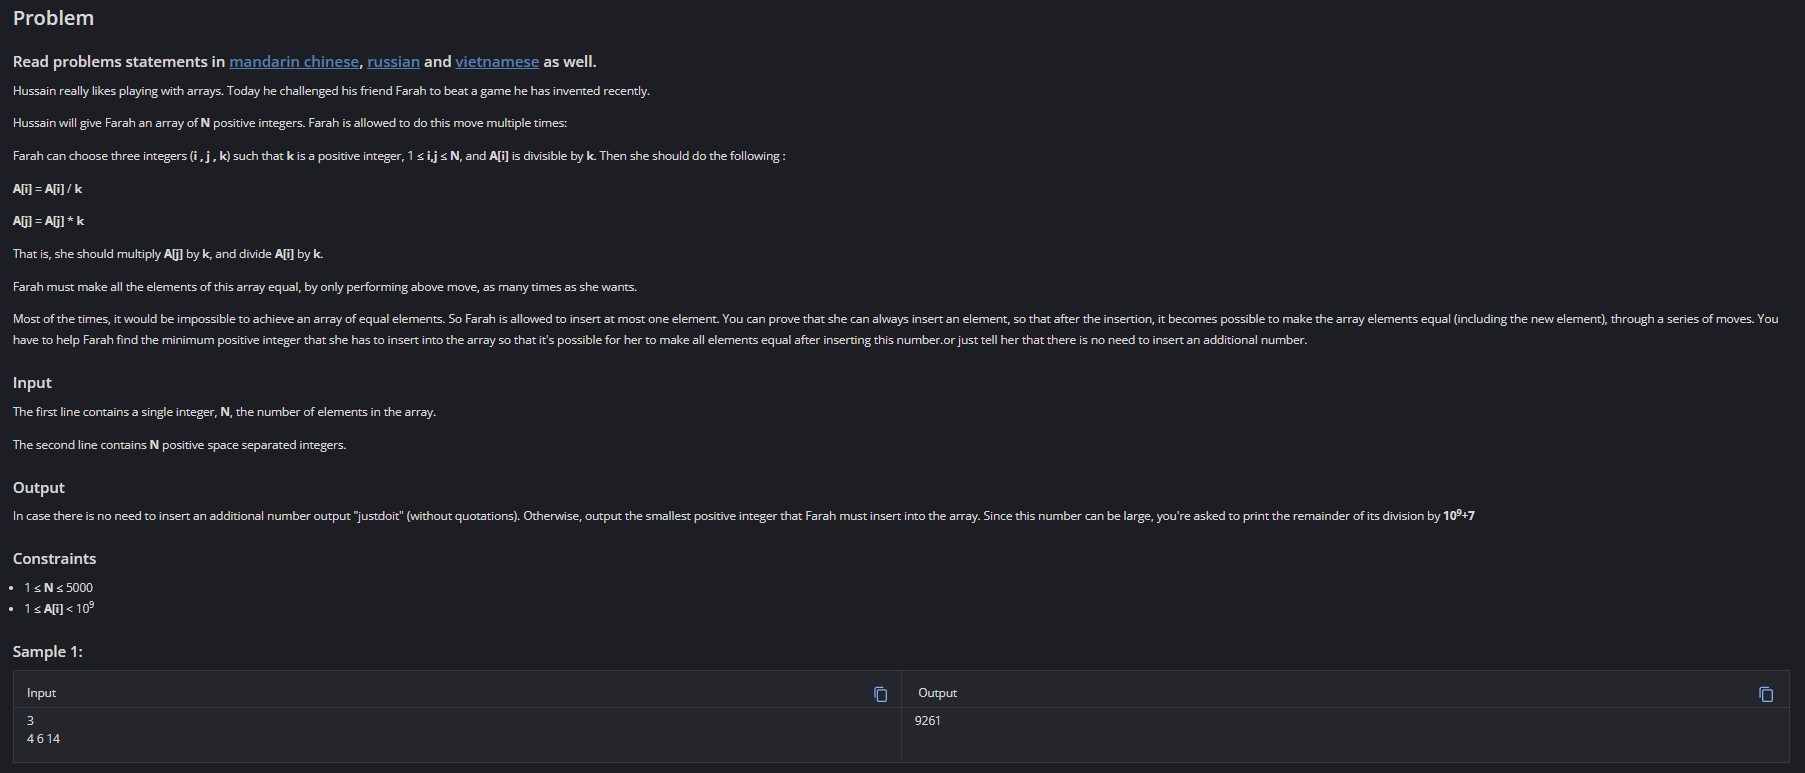 Problem
Read problems statements in mandarin chinese, russian and vietnamese as well.
Hussain really likes playing with arrays. Today he challenged his friend Farah to beat a game he has invented recently.
Hussain will give Farah an array of N positive integers. Farah is allowed to do this move multiple times:
Farah can choose three integers (i , j , k) such that k is a positive integer, 1 ≤ i,j ≤ N, and A[i] is divisible by k. Then she should do the following :
A[i] = A[i] / k
A[j] = A[j] * k
That is, she should multiply A[j] by k, and divide A[i] by k.
Farah must make all the elements of this array equal, by only performing above move, as many times as she wants.
Most of the times, it would be impossible to achieve an array of equal elements. So Farah is allowed to insert at most one element. You can prove that she can always insert an element, so that after the insertion, it becomes possible to make the array elements equal (including the new element), through a series of moves. You
have to help Farah find the minimum positive integer that she has to insert into the array so that it's possible for her to make all elements equal after inserting this number.or just tell her that there is no need to insert an additional number.
Input
The first line contains a single integer, N, the number of elements in the array.
The second line contains N positive space separated integers.
Output
In case there is no need to insert an additional number output "justdoit" (without quotations). Otherwise, output the smallest positive integer that Farah must insert into the array. Since this number can be large, you're asked to print the remainder of its division by 10⁹+7
Constraints
• 1 ≤ N ≤ 5000
• 1 ≤ A[i] < 10⁹
Sample 1:
Input
Output
3
4 6 14
9261